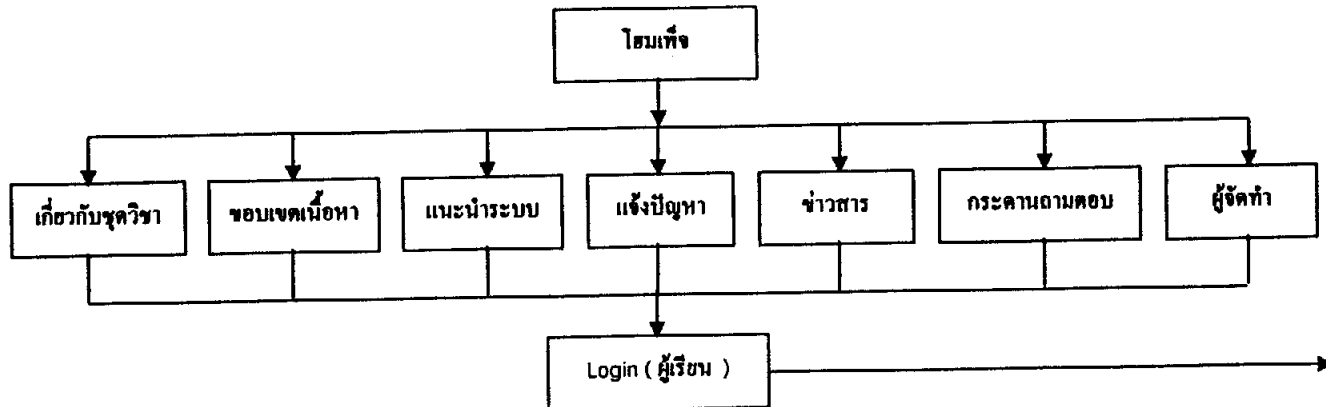 โฮมเพ็จ
เกี่ยวกับชุดวิชา
ขอบเขตเนื้อหา
แนะนำระบบ
แจ้งปัญหา
ข่าวสาร
กระดานถามตอบ
ผู้จัดทำ
Login ( ผู้เรียน )